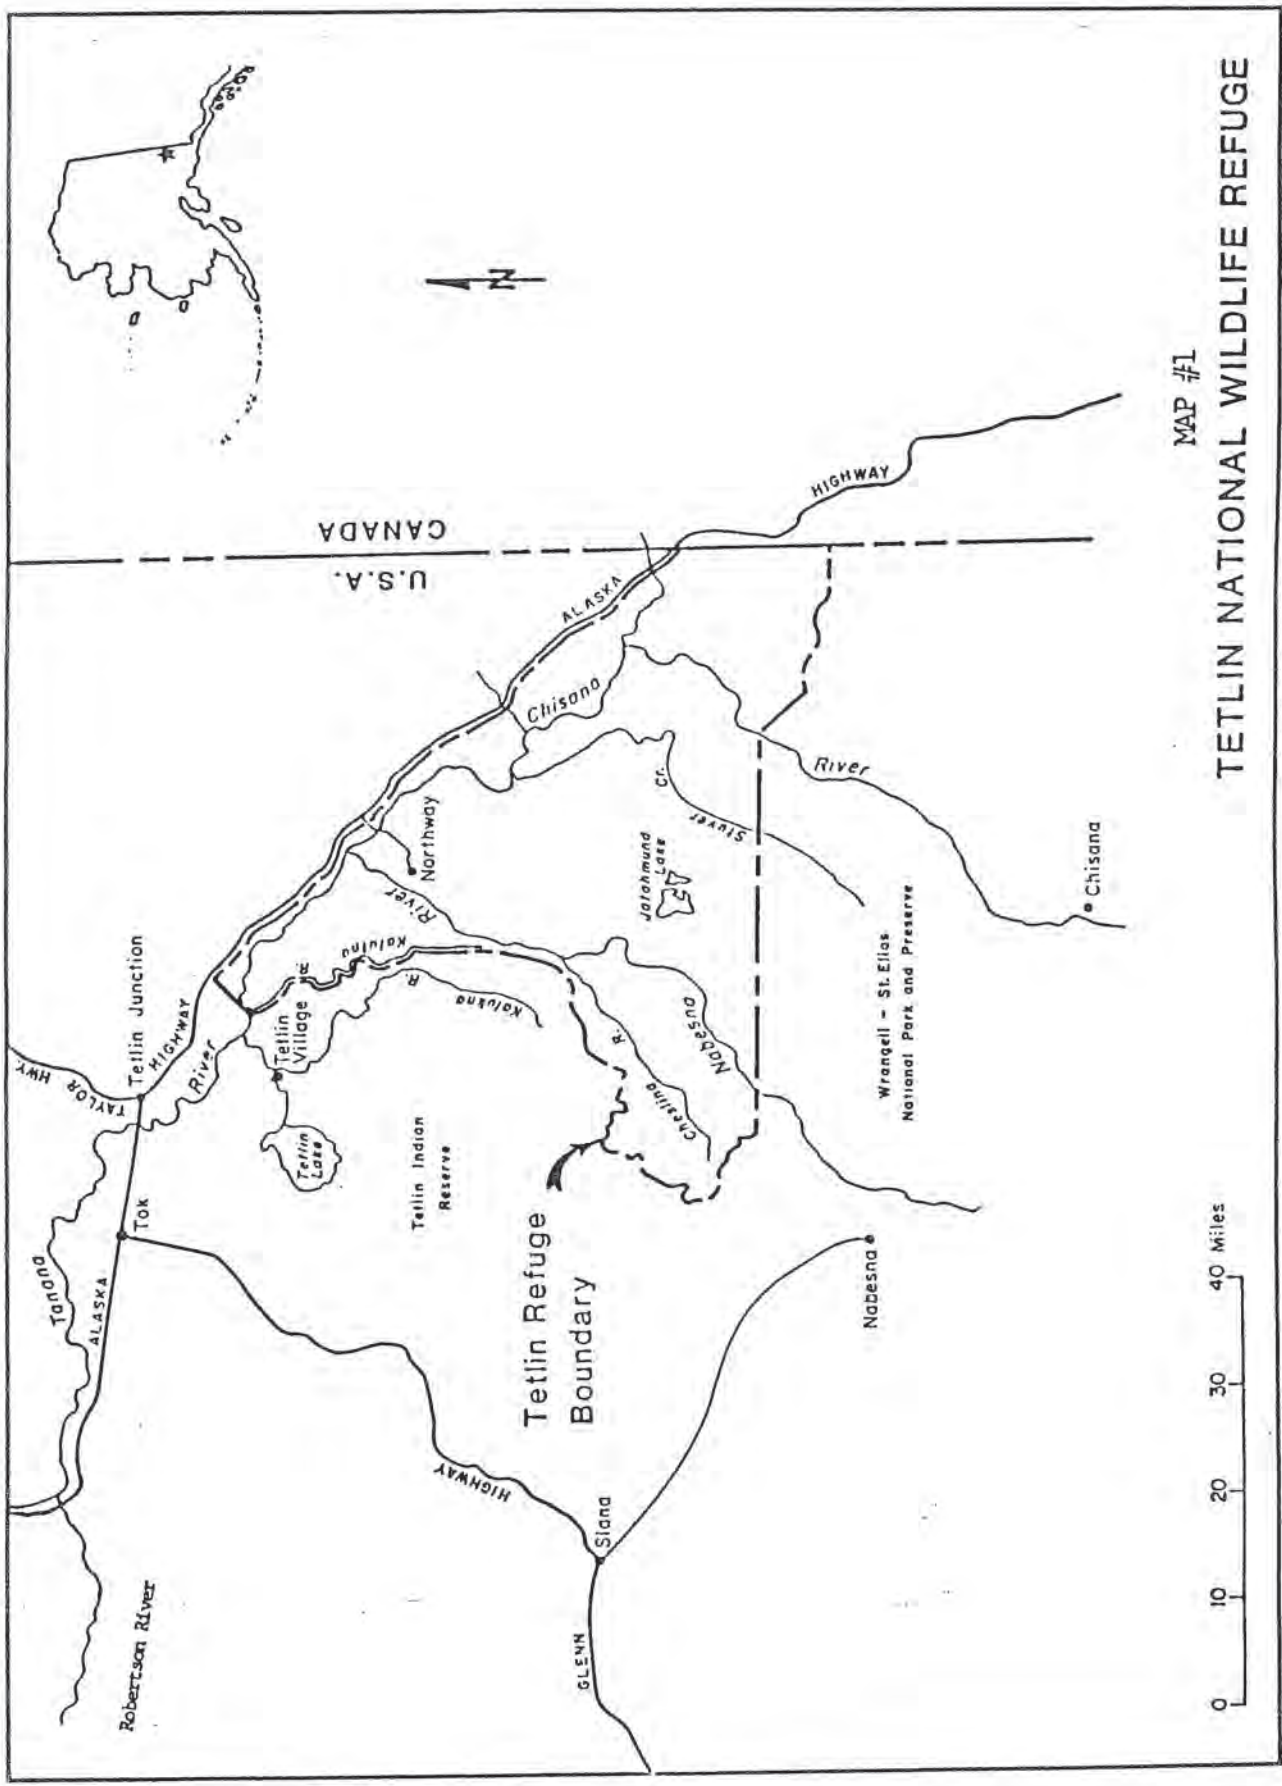 TAYLOR HWY.
Tetlin Junction
HIGHWAY
River
Tanana
ALASKA
Tok
Robertson River
Tetlin
Village
Tetlin
Lake
Kalukna
R.
R.
Kalutna
River
Northway
U.S.A.
CANADA
N
Tetlin Indian
Reserve
Tetlin Refuge
Boundary
HIGHWAY
GLENN
Slana
Chisana
ALASKA
HIGHWAY
Jatahmund
Lake
Stuver
Cr.
River
Cheslina
R.
Nabesna
Nabesna
Wrangell - St. Elias
National Park and Preserve
Chisana
0
10
20
30
40 Miles
MAP #1
TETLIN NATIONAL WILDLIFE REFUGE